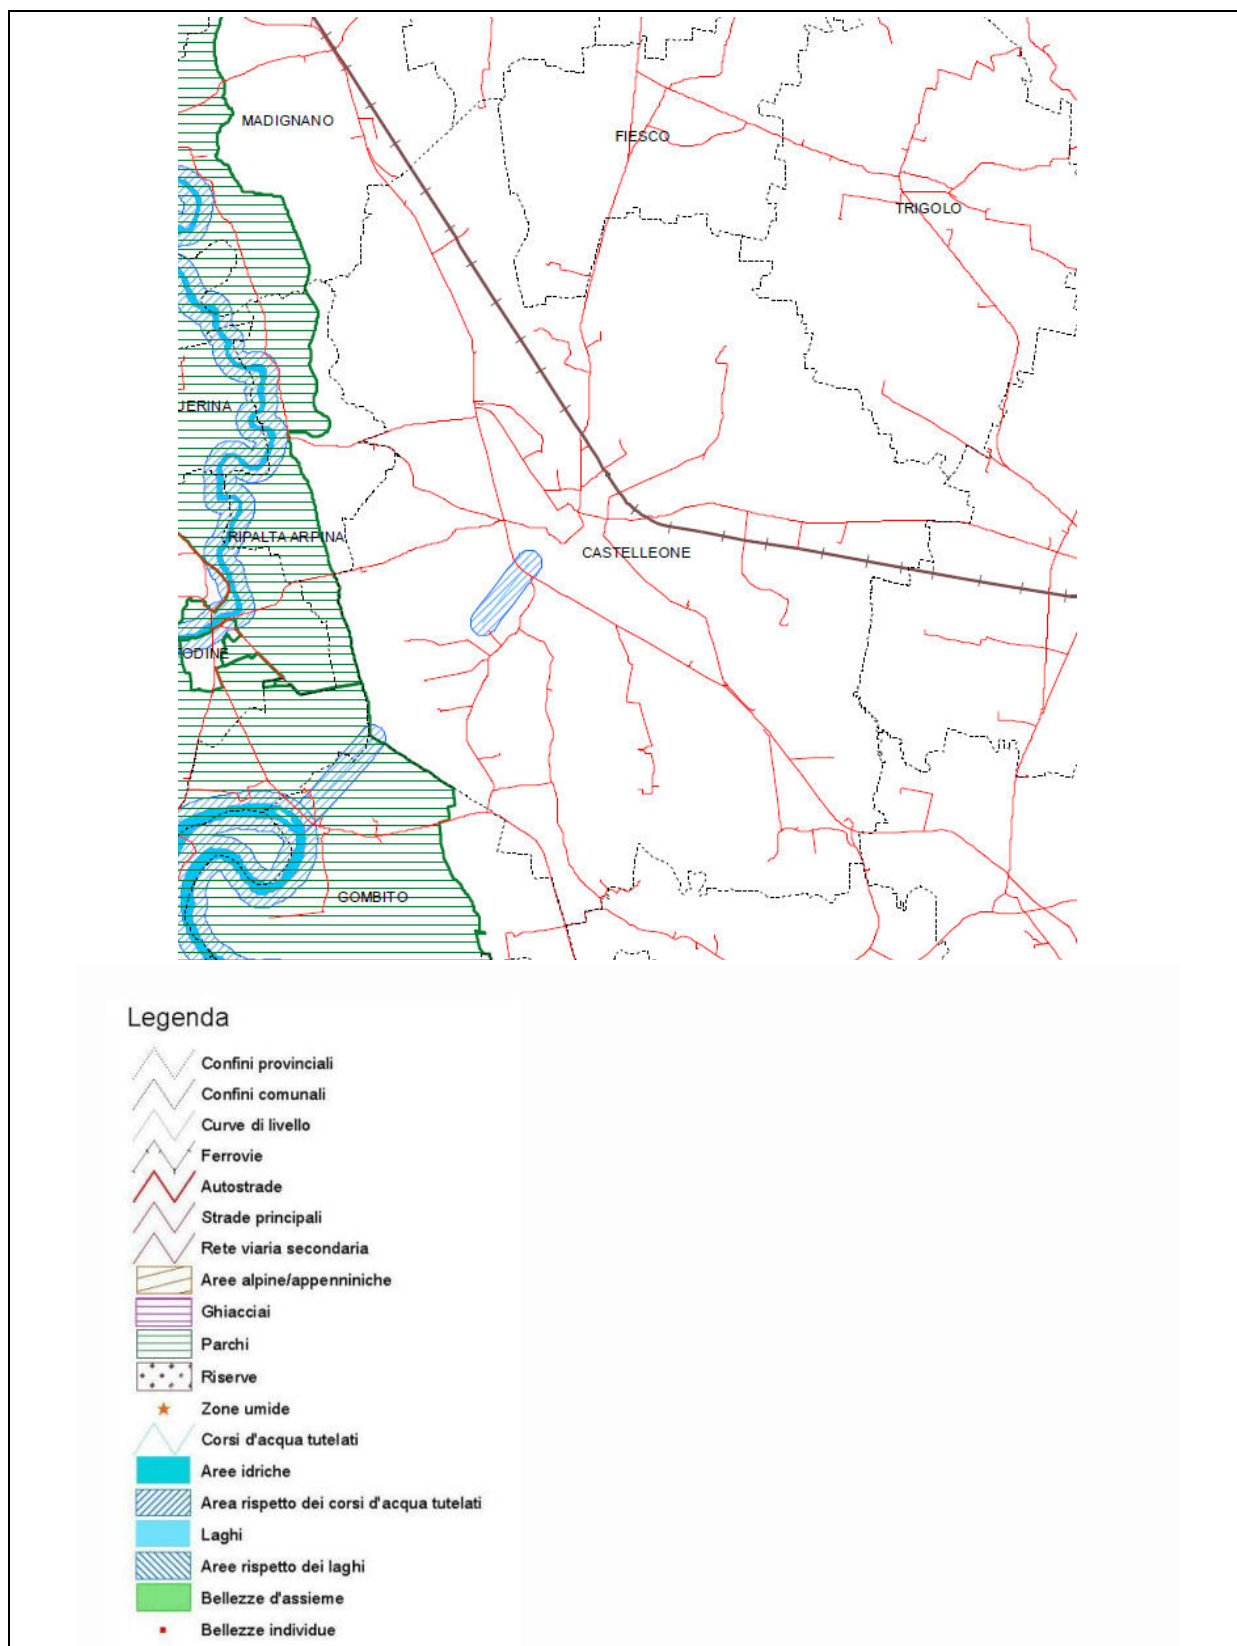 MADIGNANO
FIESCO
TRIGOLO
JERINA
RIPALTA ARPINA
CASTELLEONE
ODINE
GOMBITO
Legenda
Confini provinciali
Confini comunali
Curve di livello
Ferrovie
Autostrade
Strade principali
Rete viaria secondaria
Aree alpine/appenniniche
Ghiacciai
Parchi
Riserve
Zone umide
Corsi d'acqua tutelati
Aree idriche
Area rispetto dei corsi d'acqua tutelati
Laghi
Aree rispetto dei laghi
Bellezze d'assieme
Bellezze individue